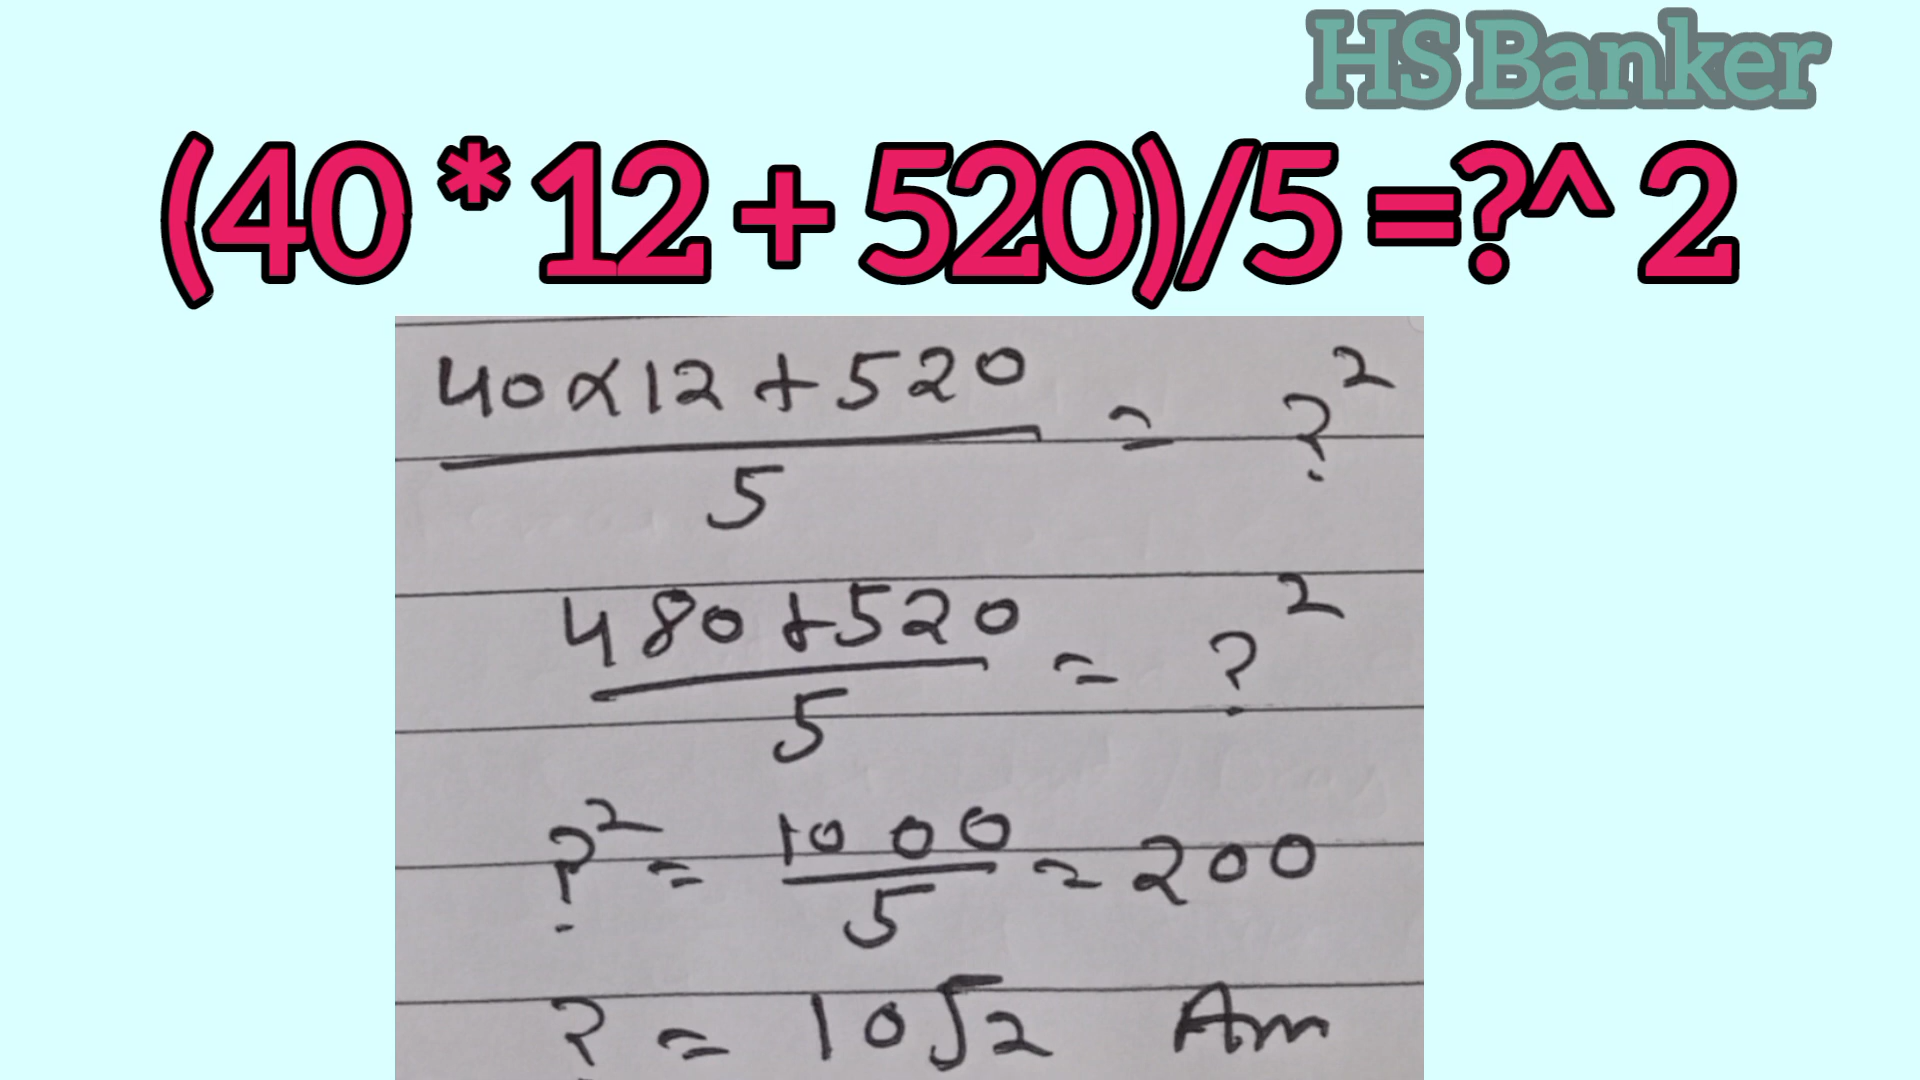 HS Banker
(40 * 12 + 520)/5 =?^ 2
40×12+520 / 5 = ?²
480+520 / 5 = ?²
?² = 1000 / 5 = 200
? = 10√2 Ans